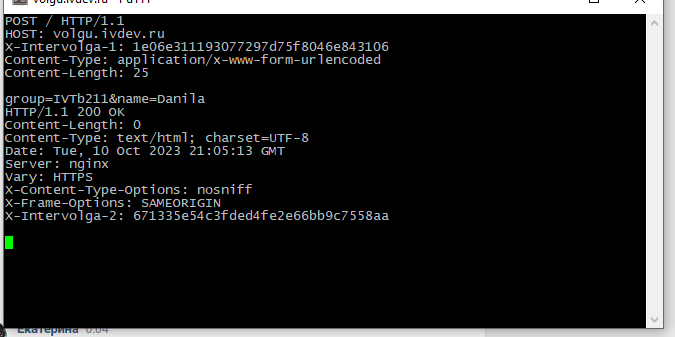 volgu.ivdev.ru - PuTTY
POST / HTTP/1.1
HOST: volgu.ivdev.ru
X-Intervolga-1: 1e06e311193077297d75f8046e843106
Content-Type: application/x-www-form-urlencoded
Content-Length: 25
group=IVTb211&name=Danila
HTTP/1.1 200 OK
Content-Length: 0
Content-Type: text/html; charset=UTF-8
Date: Tue, 10 Oct 2023 21:05:13 GMT
Server: nginx
Vary: HTTPS
X-Content-Type-Options: nosniff
X-Frame-Options: SAMEORIGIN
X-Intervolga-2: 671335e54c3fded4fe2e66bb9c7558aa
Екатерина 0:04